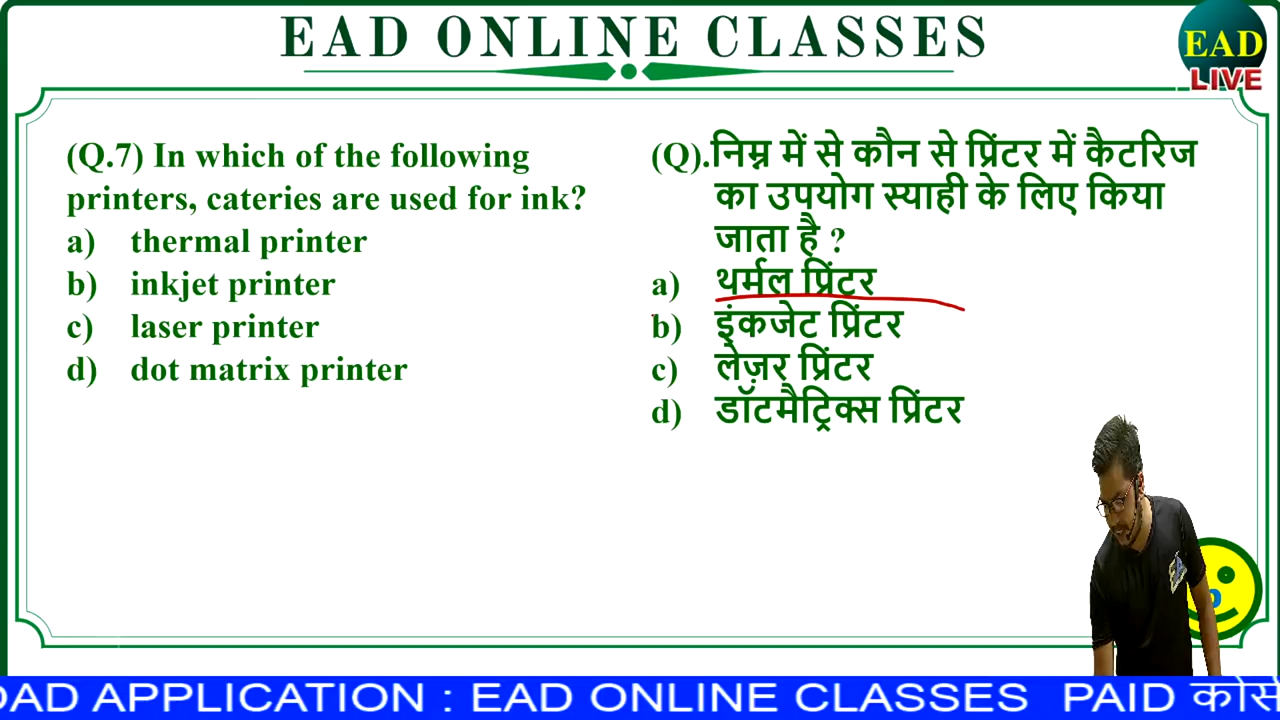 EAD ONLINE CLASSES
EAD
LIVE
(Q.7) In which of the following
printers, cateries are used for ink?
a) thermal printer
b) inkjet printer
c) laser printer
d) dot matrix printer
(Q).निम्न में से कौन से प्रिंटर में कैटरिज
का उपयोग स्याही के लिए किया
जाता है ?
a) थर्मल प्रिंटर
b) इंकजेट प्रिंटर
c) लेज़र प्रिंटर
d) डॉटमैट्रिक्स प्रिंटर
OAD APPLICATION : EAD ONLINE CLASSES PAID